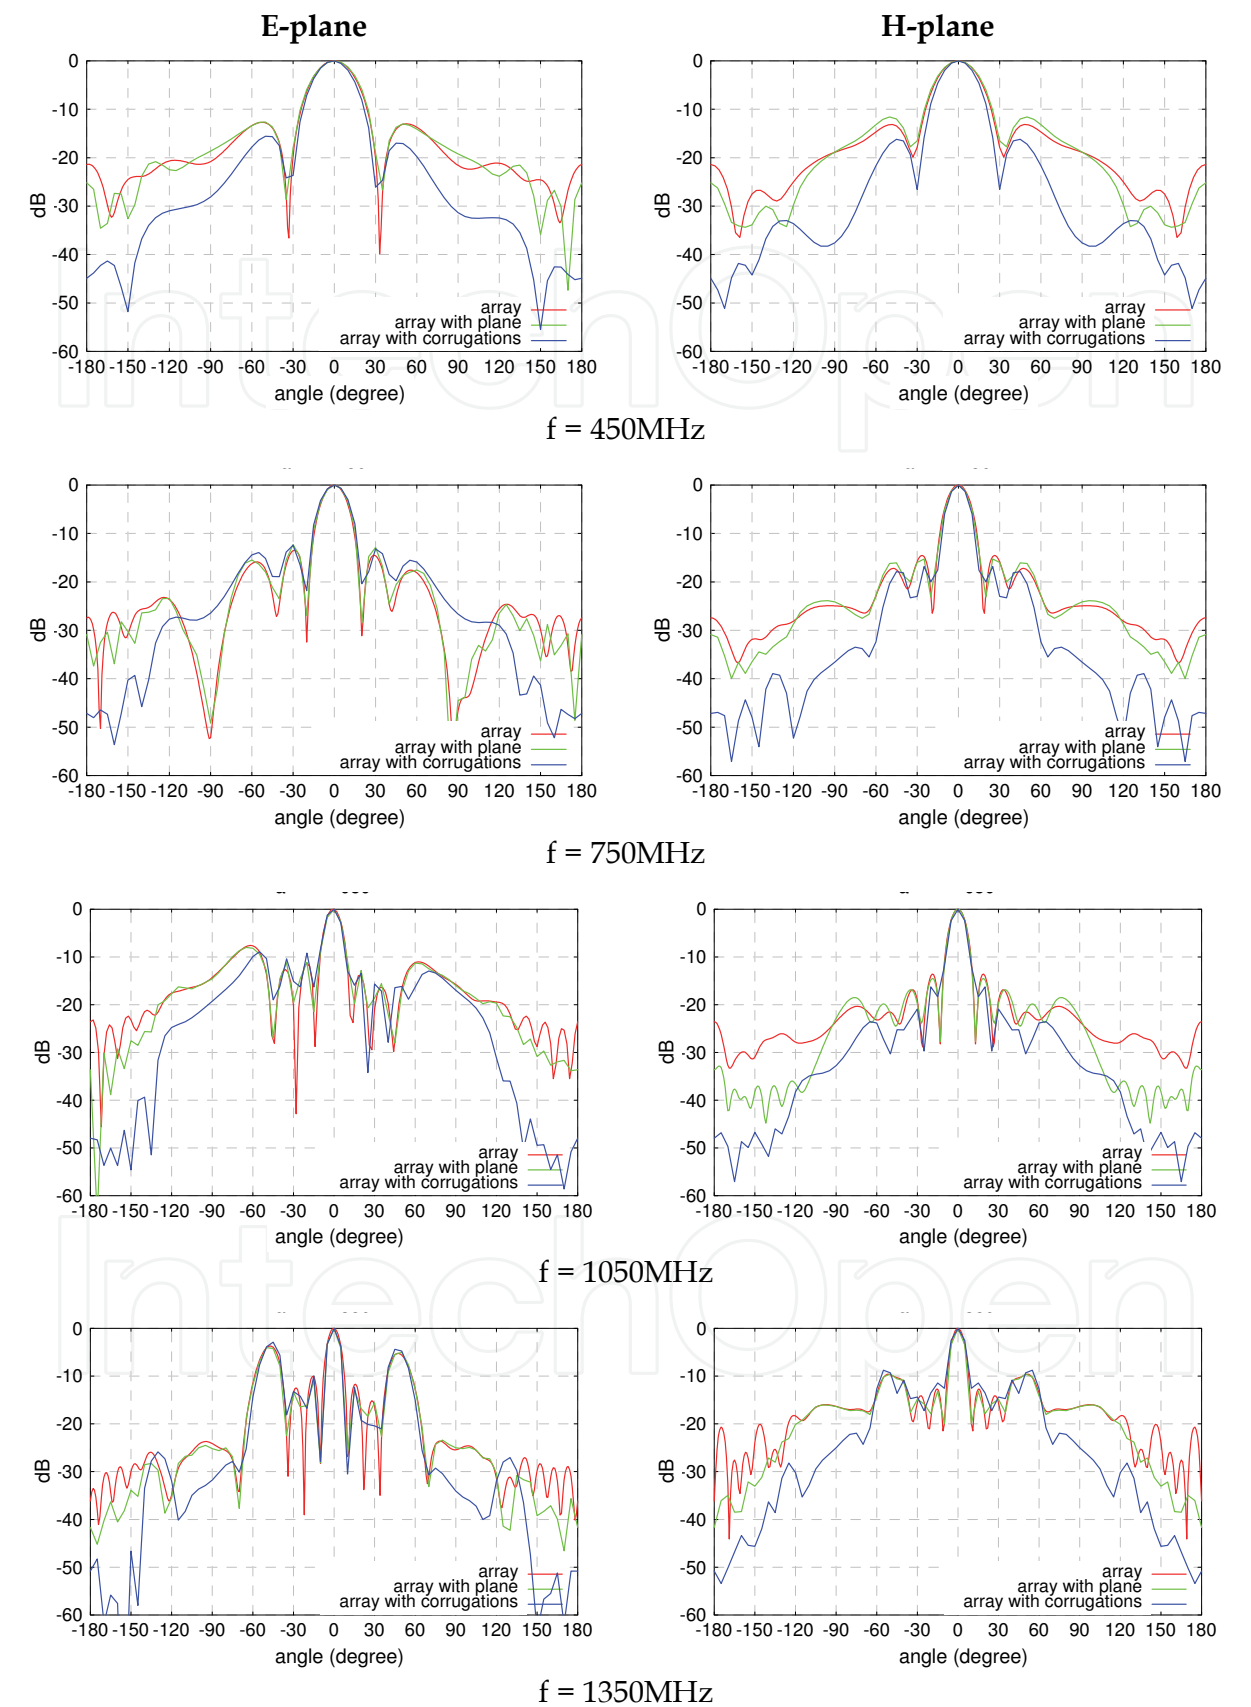 E-plane H-plane
0 0
-10 -10
-20 -20
dB dB
-30 -30
-40 -40
-50 -50
array array
array with plane array with plane
array with corrugations array with corrugations
-60 -60
-180 -150 -120 -90 -60 -30 0 30 60 90 120 150 180 -180 -150 -120 -90 -60 -30 0 30 60 90 120 150 180
angle (degree) angle (degree)
IntechOpen
f = 450MHz
0 0
-10 -10
-20 -20
dB dB
-30 -30
-40 -40
-50 -50
array array
array with plane array with plane
array with corrugations array with corrugations
-60 -60
-180 -150 -120 -90 -60 -30 0 30 60 90 120 150 180 -180 -150 -120 -90 -60 -30 0 30 60 90 120 150 180
angle (degree) angle (degree)
f = 750MHz
0 0
-10 -10
-20 -20
dB dB
-30 -30
-40 -40
-50 -50
array array
array with plane array with plane
array with corrugations array with corrugations
-60 -60
-180 -150 -120 -90 -60 -30 0 30 60 90 120 150 180 -180 -150 -120 -90 -60 -30 0 30 60 90 120 150 180
angle (degree) angle (degree)
f = 1050MHz
IntechOpen
0 0
-10 -10
-20 -20
dB dB
-30 -30
-40 -40
-50 -50
array array
array with plane array with plane
array with corrugations array with corrugations
-60 -60
-180 -150 -120 -90 -60 -30 0 30 60 90 120 150 180 -180 -150 -120 -90 -60 -30 0 30 60 90 120 150 180
angle (degree) angle (degree)
f = 1350MHz